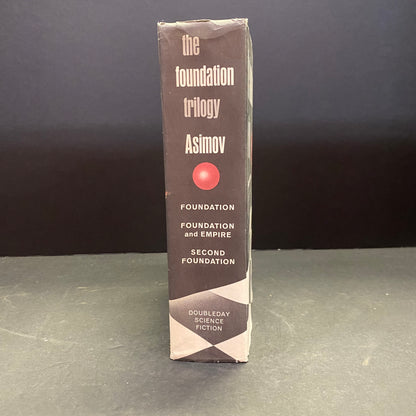 the
foundation
trilogy
Asimov
FOUNDATION
FOUNDATION
and EMPIRE
SECOND
FOUNDATION
DOUBLEDAY
SCIENCE
FICTION